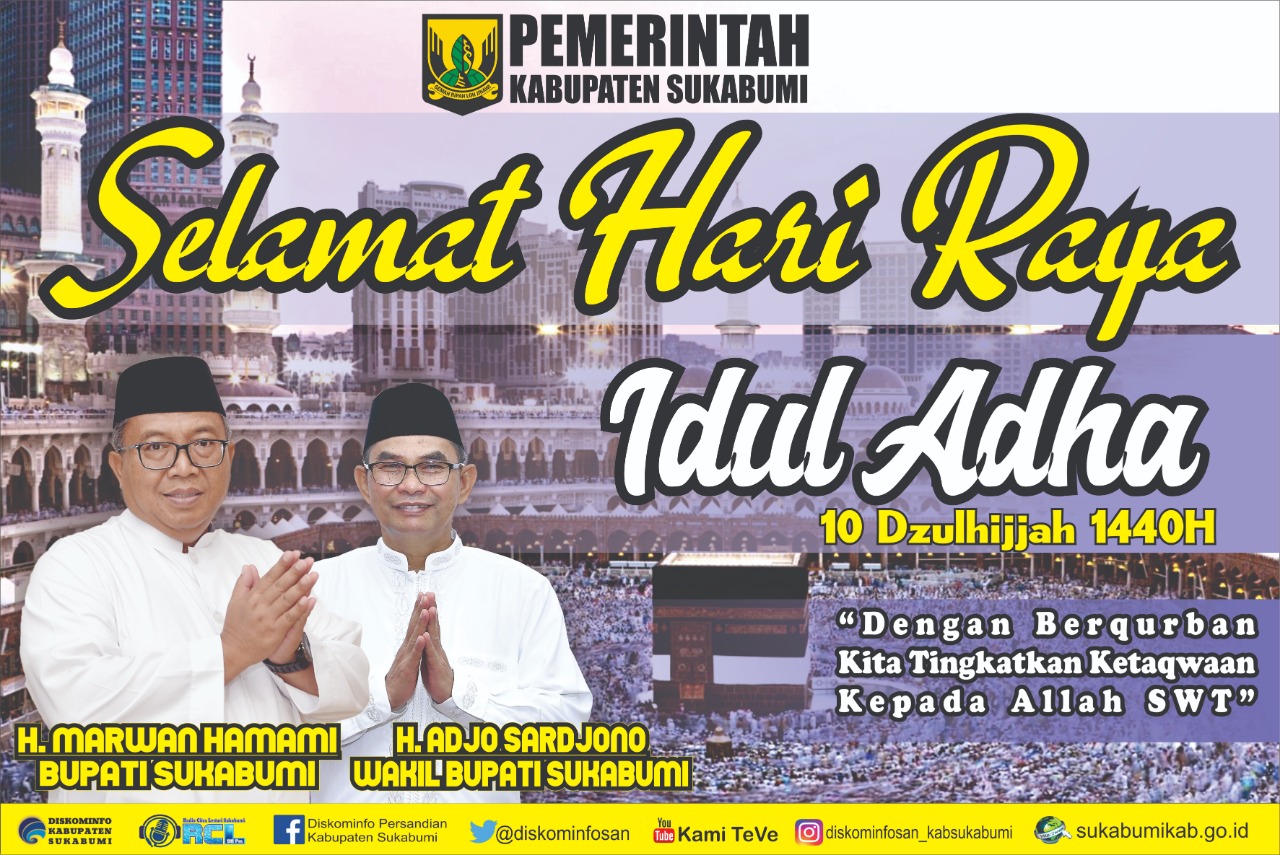 PEMERINTAH
KABUPATEN SUKABUMI
Selamat Hari Raya
Idul Adha
10 Dzulhijjah 1440H
“Dengan Berqurban
Kita Tingkatkan Ketaqwaan
Kepada Allah SWT”
H. MARWAN HAMAMI
BUPATI SUKABUMI
H. ADJO SARDJONO
WAKIL BUPATI SUKABUMI
DISKOMINFO
KABUPATEN
SUKABUMI
RCL
Diskominfo Persandian
Kabupaten Sukabumi
@diskominfosan
You
Tube
Kami TeVe
diskominfosan_kabsukabumi
sukabumikab.go.id